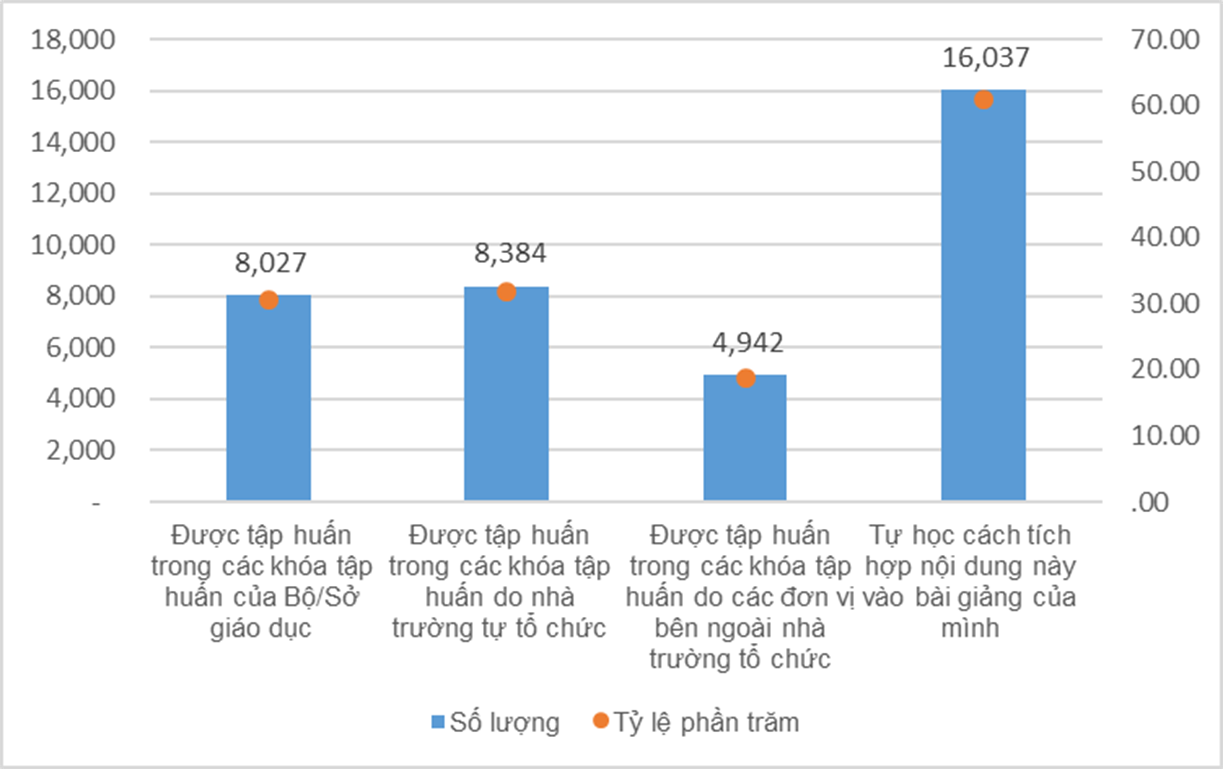 18,000
16,000
14,000
12,000
10,000
8,000
6,000
4,000
2,000
-
70.00
60.00
50.00
40.00
30.00
20.00
10.00
.00
8,027
8,384
4,942
16,037
Được tập huấn
trong các khóa tập
huấn của Bộ/Sở
giáo dục
Được tập huấn
trong các khóa tập
huấn do nhà
trường tự tổ chức
Được tập huấn
trong các khóa tập
huấn do các đơn vị
bên ngoài nhà
trường tổ chức
Tự học cách tích
hợp nội dung này
vào bài giảng của
mình
Số lượng
Tỷ lệ phần trăm